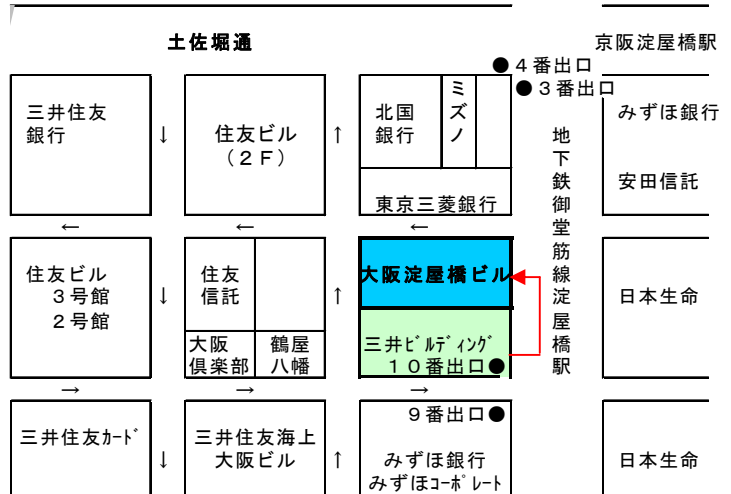 土佐堀通
京阪淀屋橋駅
●4番出口
●3番出口
三井住友
銀行
↓
住友ビル
(2F)
↑
北国
銀行
ミズノ
地下鉄御堂筋線淀屋橋駅
みずほ銀行
安田信託
東京三菱銀行
←
←
←
住友ビル
3号館
2号館
↓
住友
信託
大阪
倶楽部
鶴屋
八幡
↑
大阪淀屋橋ビル
三井ビルディング
10番出口●
日本生命
→
→
→
三井住友カード
↓
三井住友海上
大阪ビル
↑
9番出口●
みずほ銀行
みずほコーポレート
日本生命